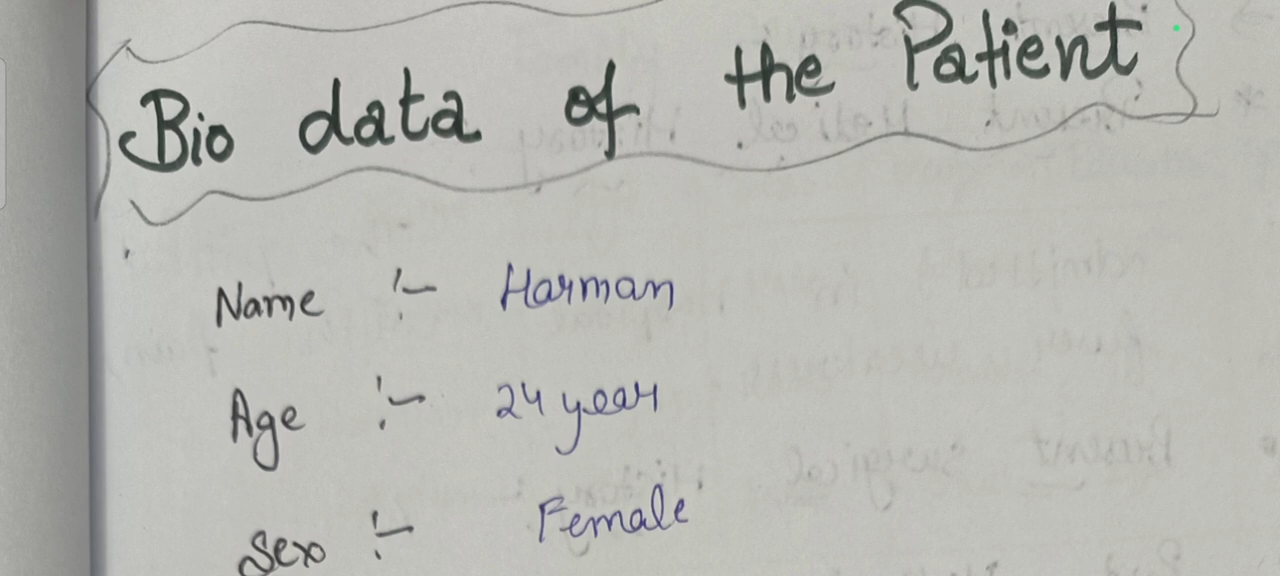 Bio data of the Patient
Name :- Harman
Age :- 24 year
Sex :- Female